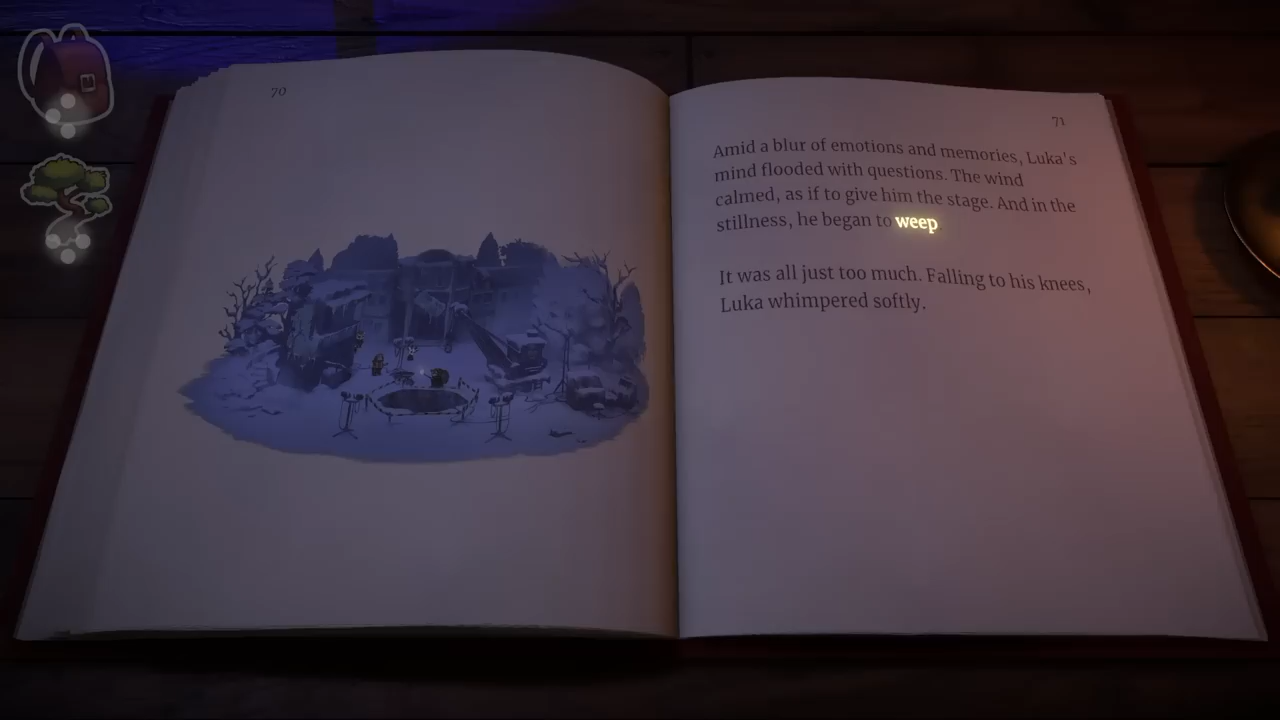 70
71
Amid a blur of emotions and memories, Luka's
mind flooded with questions. The wind
calmed, as if to give him the stage. And in the
stillness, he began to weep.
It was all just too much. Falling to his knees,
Luka whimpered softly.